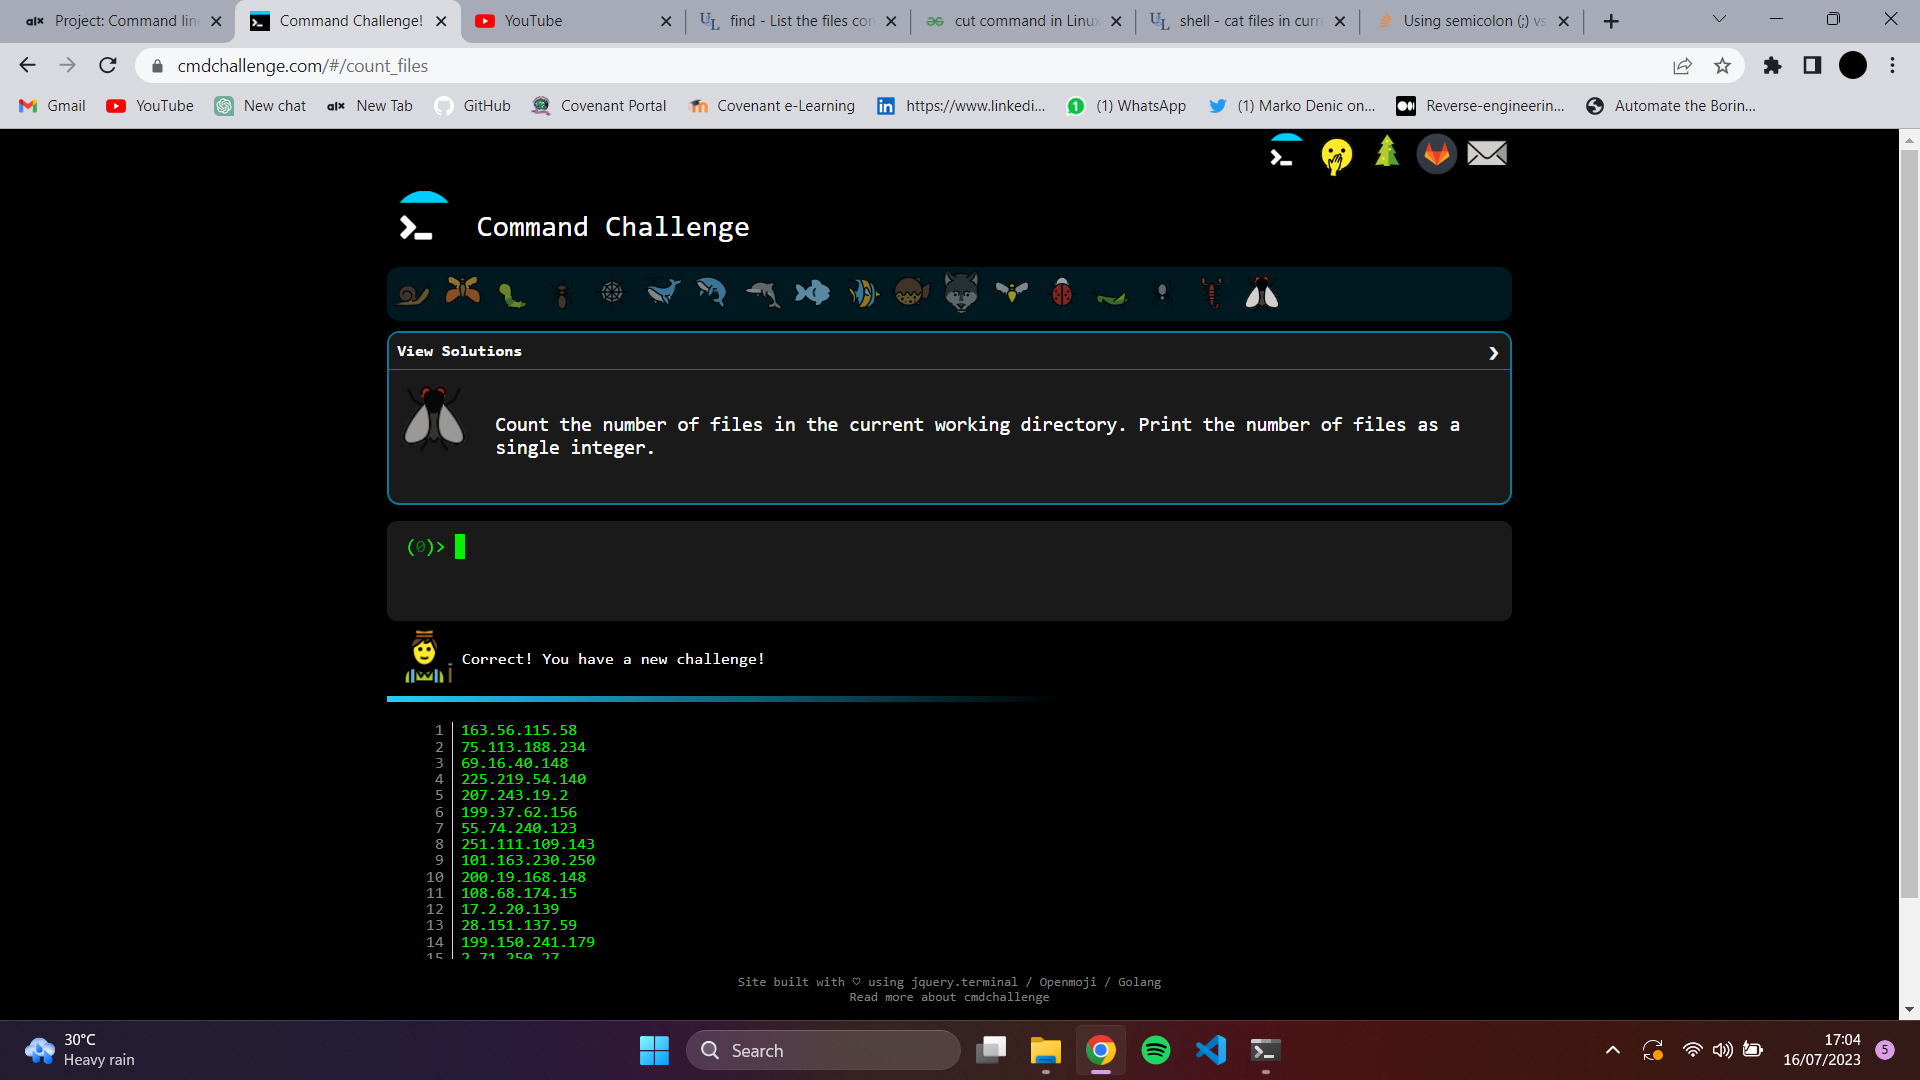 Project: Command lin
Command Challenge!
YouTube
find - List the files con
cut command in Linux
shell - cat files in curre
Using semicolon (;) vs
cmdchallenge.com/#/count_files
Gmail
YouTube
New chat
New Tab
GitHub
Covenant Portal
Covenant e-Learning
https://www.linkedi...
(1) WhatsApp
(1) Marko Denic on...
Reverse-engineerin...
Automate the Borin...
Command Challenge
View Solutions
Count the number of files in the current working directory. Print the number of files as a
single integer.
(0)>
Correct! You have a new challenge!
1 163.56.115.58
2 75.113.188.234
3 69.16.40.148
4 225.219.54.140
5 207.243.19.2
6 199.37.62.156
7 55.74.240.123
8 251.111.109.143
9 101.163.230.250
10 200.19.168.148
11 108.68.174.15
12 17.2.20.139
13 28.151.137.59
14 199.150.241.179
15 2.71.250.27
Site built with ♡ using jquery.terminal / Openmoji / Golang
Read more about cmdchallenge
30°C
Heavy rain
Search
17:04
16/07/2023
5